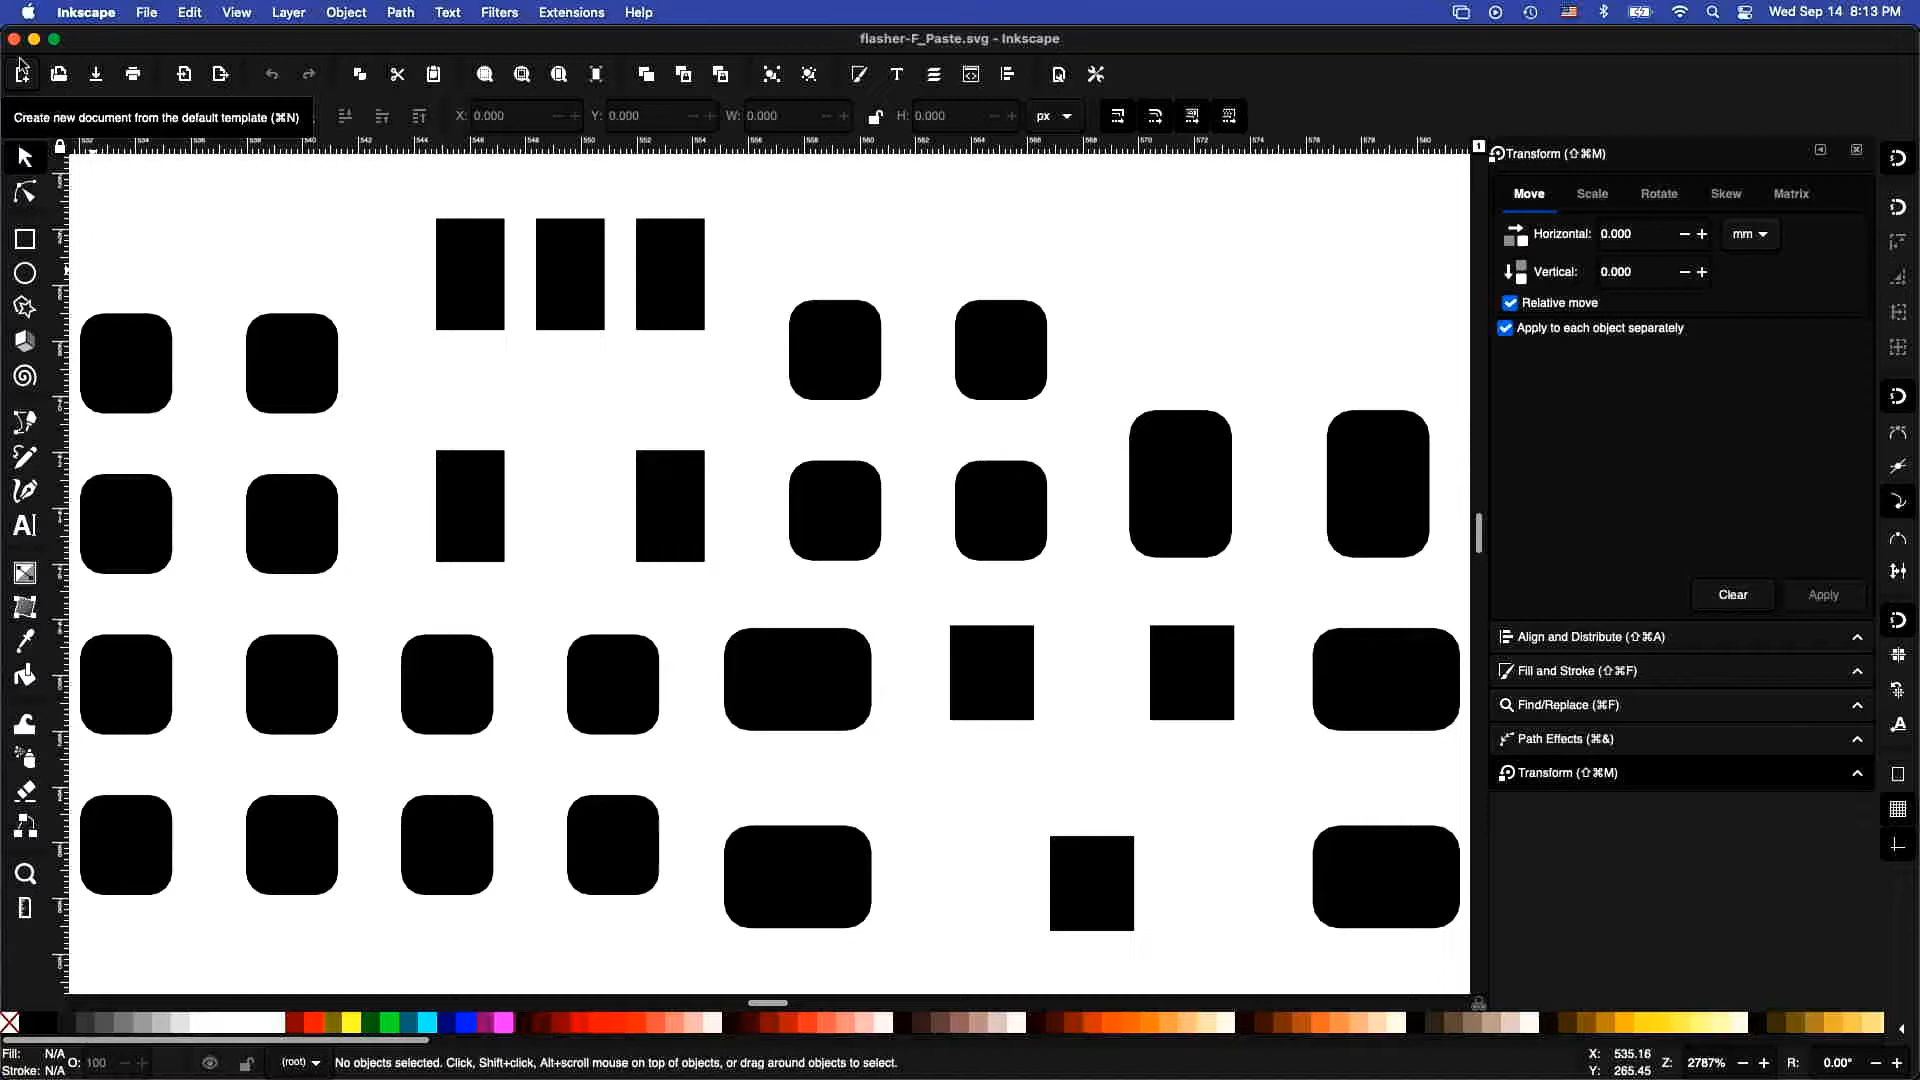 Inkscape File Edit View Layer Object Path Text Filters Extensions Help Wed Sep 14 8:13 PM
flasher-F_Paste.svg - Inkscape
Create new document from the default template (⌘N) X: 0.000 Y: 0.000 W: 0.000 H: 0.000 px
Transform (⇧⌘M)
Move Scale Rotate Skew Matrix
Horizontal: 0.000 mm
Vertical: 0.000
Relative move
Apply to each object separately
Clear Apply
Align and Distribute (⇧⌘A)
Fill and Stroke (⇧⌘F)
Find/Replace (⌘F)
Path Effects (⌘&)
Transform (⇧⌘M)
Fill: N/A
Stroke: N/A
O: 100
(root)
No objects selected. Click, Shift+click, Alt+scroll mouse on top of objects, or drag around objects to select.
X: 535.16
Y: 265.45
Z: 2787%
R: 0.00°